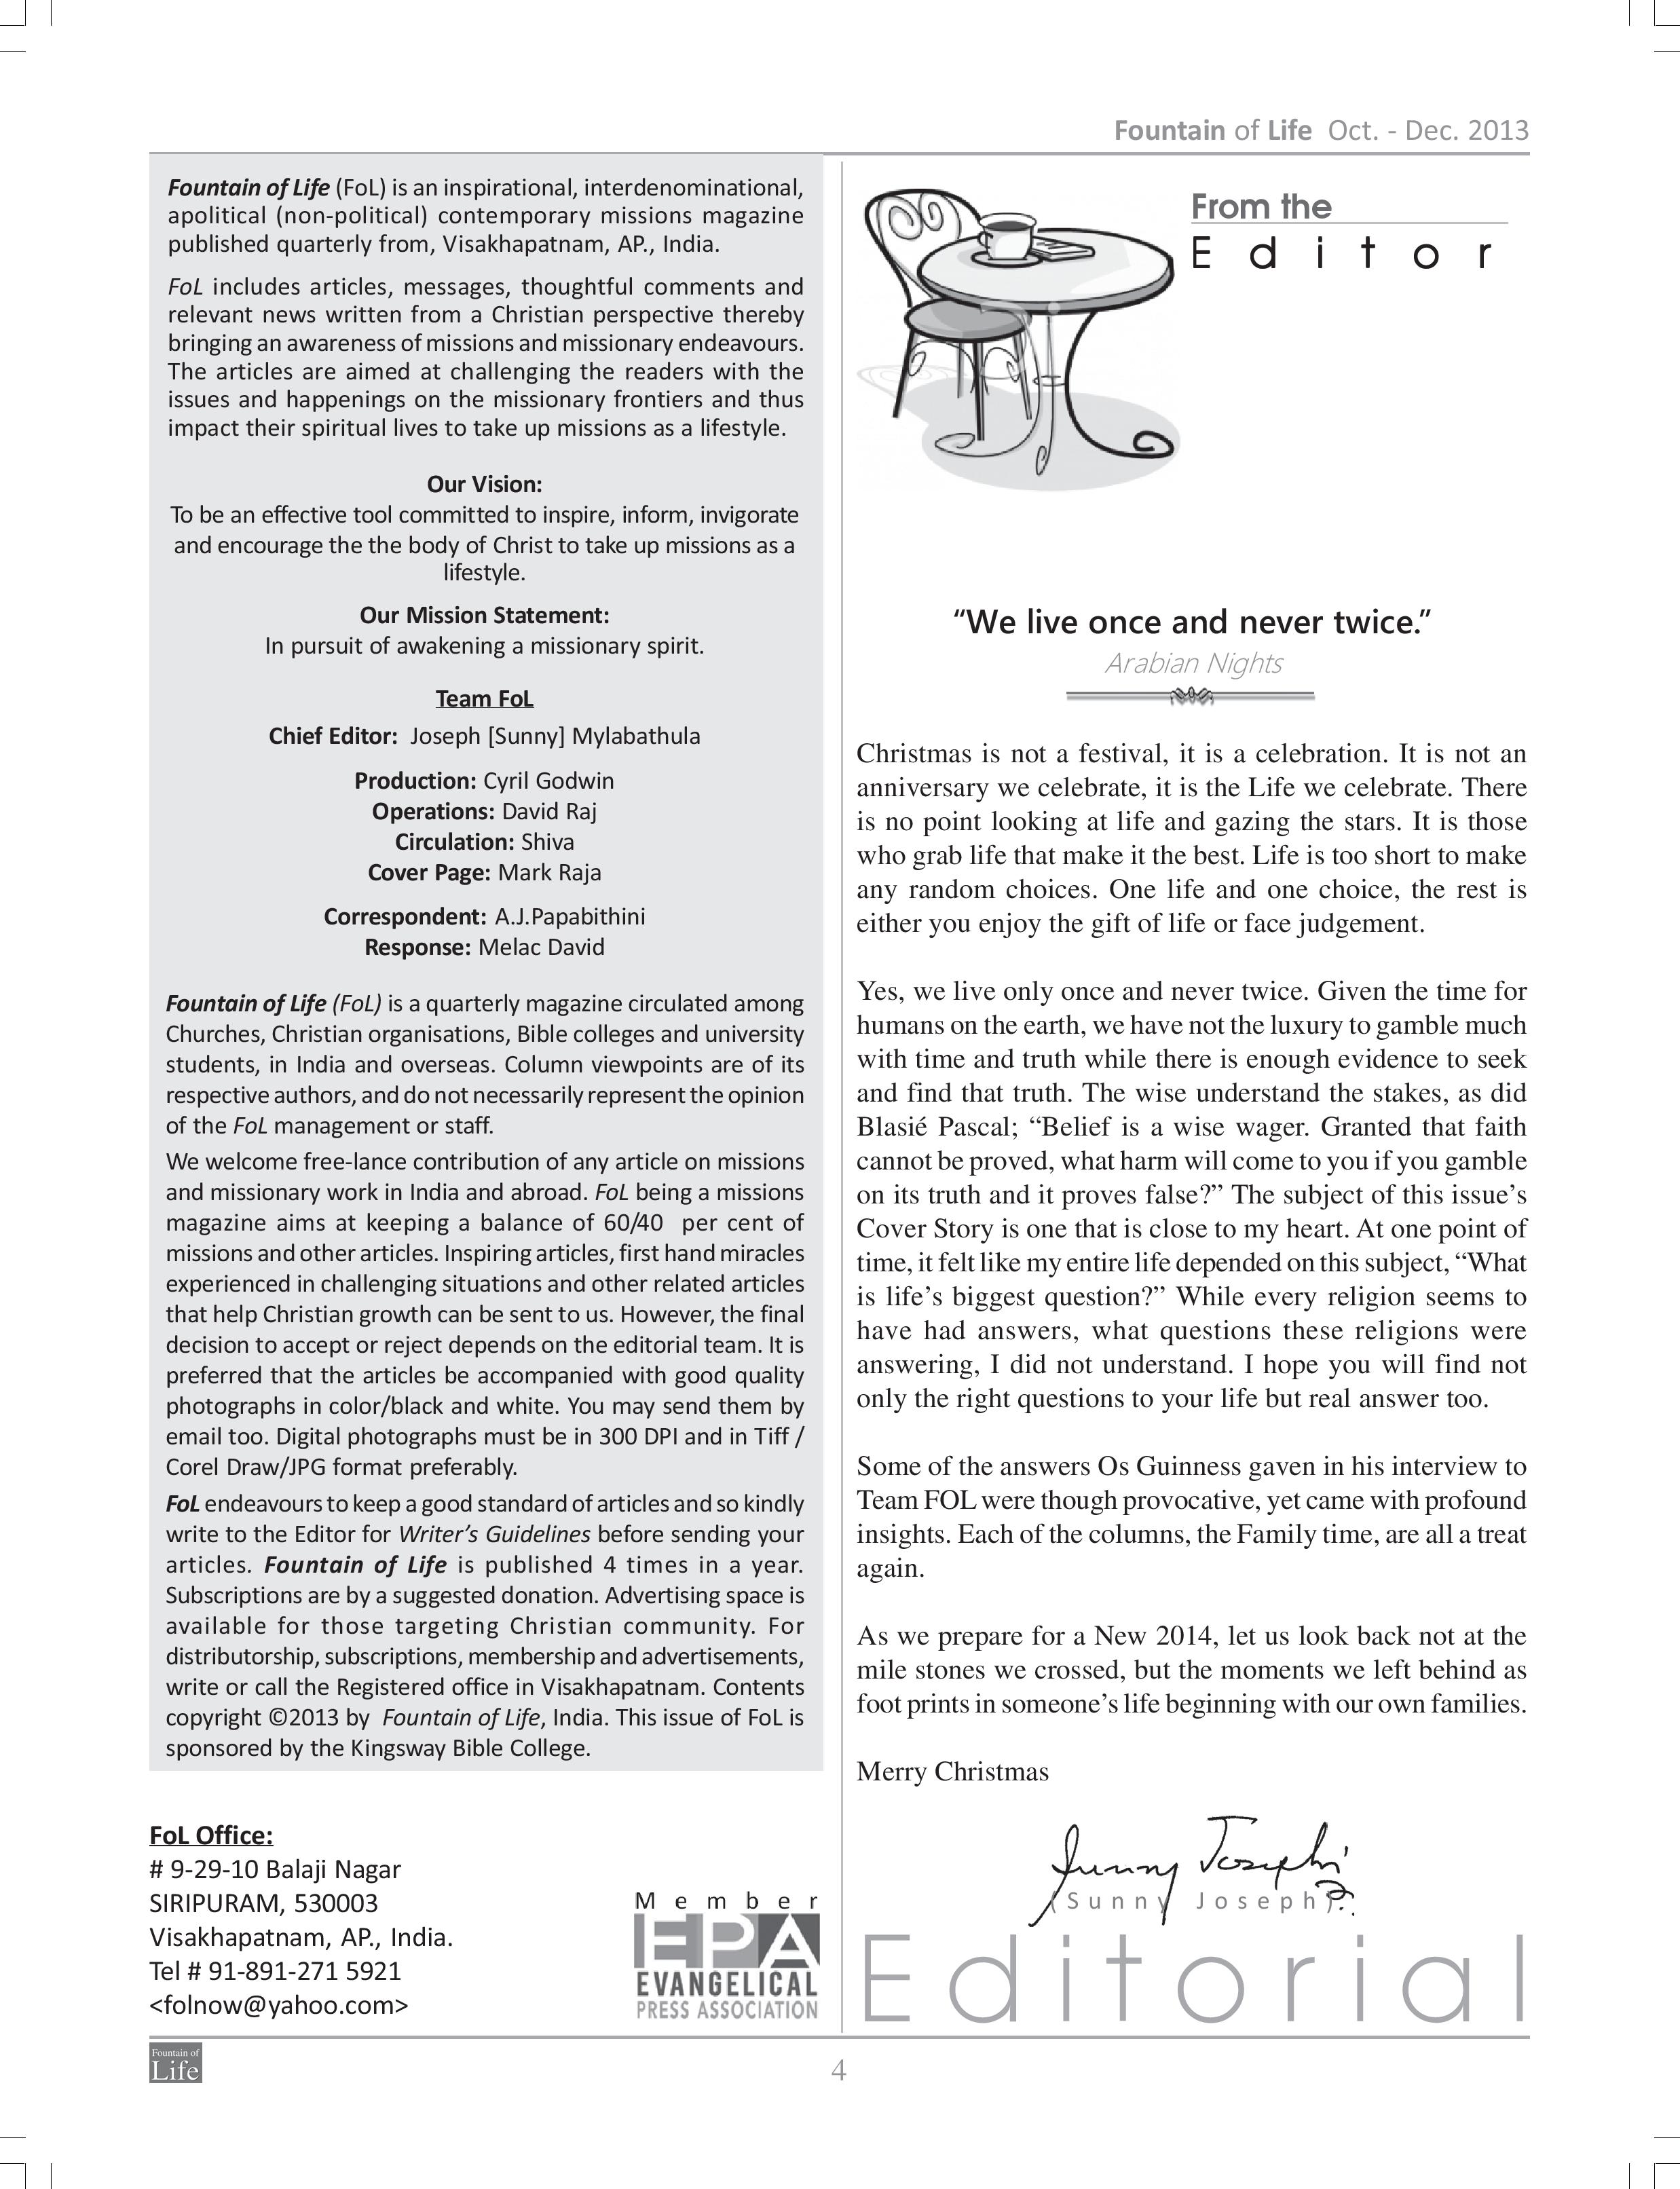 Fountain of Life Oct. - Dec. 2013
Fountain of Life (FoL) is an inspirational, interdenominational,
apolitical (non-political) contemporary missions magazine
published quarterly from, Visakhapatnam, AP., India.
FoL includes articles, messages, thoughtful comments and
relevant news written from a Christian perspective thereby
bringing an awareness of missions and missionary endeavours.
The articles are aimed at challenging the readers with the
issues and happenings on the missionary frontiers and thus
impact their spiritual lives to take up missions as a lifestyle.
Our Vision:
To be an effective tool committed to inspire, inform, invigorate
and encourage the the body of Christ to take up missions as a
lifestyle.
Our Mission Statement:
In pursuit of awakening a missionary spirit.
Team FoL
Chief Editor: Joseph [Sunny] Mylabathula
Production: Cyril Godwin
Operations: David Raj
Circulation: Shiva
Cover Page: Mark Raja
Correspondent: A.J.Papabithini
Response: Melac David
Fountain of Life (FoL) is a quarterly magazine circulated among
Churches, Christian organisations, Bible colleges and university
students, in India and overseas. Column viewpoints are of its
respective authors, and do not necessarily represent the opinion
of the FoL management or staff.
We welcome free-lance contribution of any article on missions
and missionary work in India and abroad. FoL being a missions
magazine aims at keeping a balance of 60/40 per cent of
missions and other articles. Inspiring articles, first hand miracles
experienced in challenging situations and other related articles
that help Christian growth can be sent to us. However, the final
decision to accept or reject depends on the editorial team. It is
preferred that the articles be accompanied with good quality
photographs in color/black and white. You may send them by
email too. Digital photographs must be in 300 DPI and in Tiff /
Corel Draw/JPG format preferably.
FoL endeavours to keep a good standard of articles and so kindly
write to the Editor for Writer’s Guidelines before sending your
articles. Fountain of Life is published 4 times in a year.
Subscriptions are by a suggested donation. Advertising space is
available for those targeting Christian community. For
distributorship, subscriptions, membership and advertisements,
write or call the Registered office in Visakhapatnam. Contents
copyright ©2013 by Fountain of Life, India. This issue of FoL is
sponsored by the Kingsway Bible College.
FoL Office:
# 9-29-10 Balaji Nagar
SIRIPURAM, 530003
Visakhapatnam, AP., India.
Tel # 91-891-271 5921
<folnow@yahoo.com>
Member
EPA
EVANGELICAL
PRESS ASSOCIATION
From the
Editor
“We live once and never twice.”
Arabian Nights
Christmas is not a festival, it is a celebration. It is not an
anniversary we celebrate, it is the Life we celebrate. There
is no point looking at life and gazing the stars. It is those
who grab life that make it the best. Life is too short to make
any random choices. One life and one choice, the rest is
either you enjoy the gift of life or face judgement.
Yes, we live only once and never twice. Given the time for
humans on the earth, we have not the luxury to gamble much
with time and truth while there is enough evidence to seek
and find that truth. The wise understand the stakes, as did
Blasié Pascal; “Belief is a wise wager. Granted that faith
cannot be proved, what harm will come to you if you gamble
on its truth and it proves false?” The subject of this issue’s
Cover Story is one that is close to my heart. At one point of
time, it felt like my entire life depended on this subject, “What
is life’s biggest question?” While every religion seems to
have had answers, what questions these religions were
answering, I did not understand. I hope you will find not
only the right questions to your life but real answer too.
Some of the answers Os Guinness gaven in his interview to
Team FOL were though provocative, yet came with profound
insights. Each of the columns, the Family time, are all a treat
again.
As we prepare for a New 2014, let us look back not at the
mile stones we crossed, but the moments we left behind as
foot prints in someone’s life beginning with our own families.
Merry Christmas
Sunny Joseph
(Sunny Joseph)
Editorial
Fountain of
Life
4